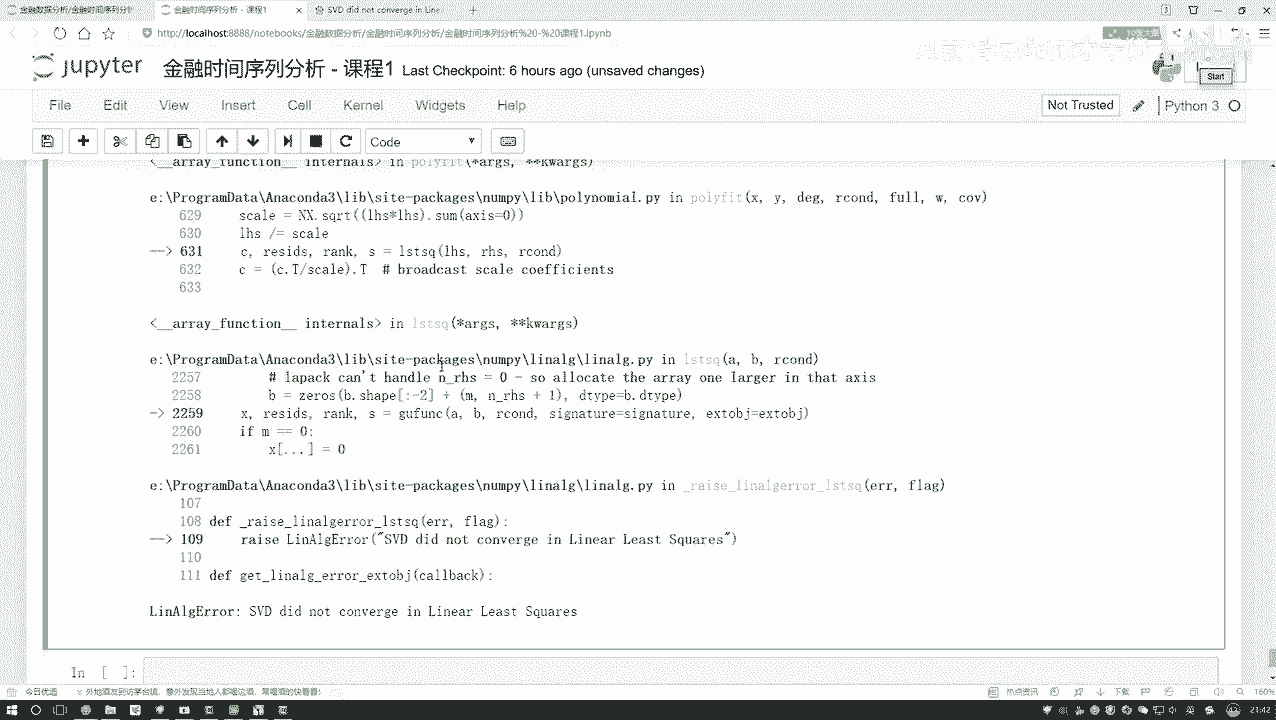 金融数据分析/金融时间序列分析/
金融时间序列分析 - 课程1
SVD did not converge in Line
http://localhost:8888/notebooks/金融数据分析/金融时间序列分析/金融时间序列分析%20-%20课程1.ipynb
jupyter 金融时间序列分析 - 课程1 Last Checkpoint: 6 hours ago (unsaved changes)
Start
File Edit View Insert Cell Kernel Widgets Help
Not Trusted
Python 3
Code
<__array_function__ internals> in polyfit(*args, **kwargs)
e:\ProgramData\Anaconda3\lib\site-packages\numpy\lib\polynomial.py in polyfit(x, y, deg, rcond, full, w, cov)
629 scale = NX.sqrt((lhs*lhs).sum(axis=0))
630 lhs /= scale
--> 631 c, resids, rank, s = lstsq(lhs, rhs, rcond)
632 c = (c.T/scale).T # broadcast scale coefficients
633
<__array_function__ internals> in lstsq(*args, **kwargs)
e:\ProgramData\Anaconda3\lib\site-packages\numpy\linalg\linalg.py in lstsq(a, b, rcond)
2257 # lapack can't handle n_rhs = 0 - so allocate the array one larger in that axis
2258 b = zeros(b.shape[:-2] + (m, n_rhs + 1), dtype=b.dtype)
-> 2259 x, resids, rank, s = gufunc(a, b, rcond, signature=signature, extobj=extobj)
2260 if m == 0:
2261 x[...] = 0
e:\ProgramData\Anaconda3\lib\site-packages\numpy\linalg\linalg.py in _raise_linalgerror_lstsq(err, flag)
107
108 def _raise_linalgerror_lstsq(err, flag):
--> 109 raise LinAlgError("SVD did not converge in Linear Least Squares")
110
111 def get_linalg_error_extobj(callback):
LinAlgError: SVD did not converge in Linear Least Squares
In [ ]:
今日优选
热点资讯
下载
160%
21:42